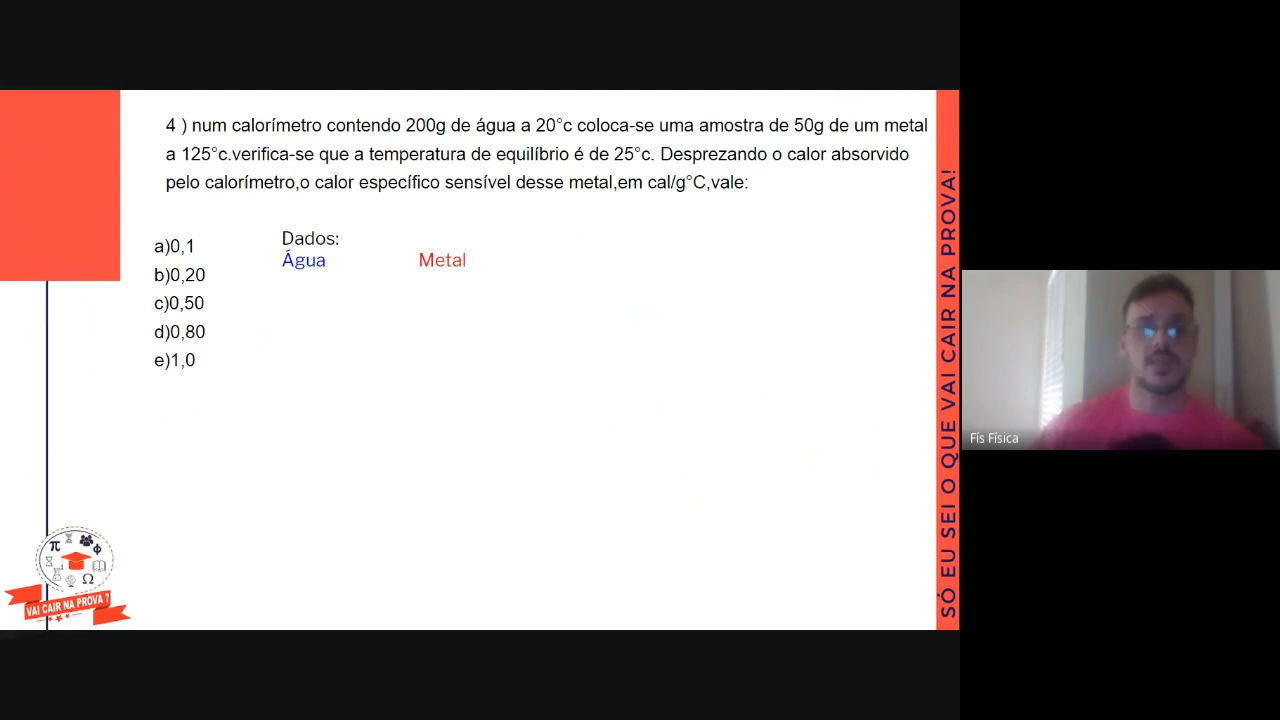 4 ) num calorímetro contendo 200g de água a 20°c coloca-se uma amostra de 50g de um metal
a 125°c.verifica-se que a temperatura de equilíbrio é de 25°c. Desprezando o calor absorvido
pelo calorímetro,o calor específico sensível desse metal,em cal/g°C,vale:
a)0,1
b)0,20
c)0,50
d)0,80
e)1,0
Dados:
Água Metal
SÓ EU SEI O QUE VAI CAIR NA PROVA!
Fís Física
π Φ Ω
VAI CAIR NA PROVA ?